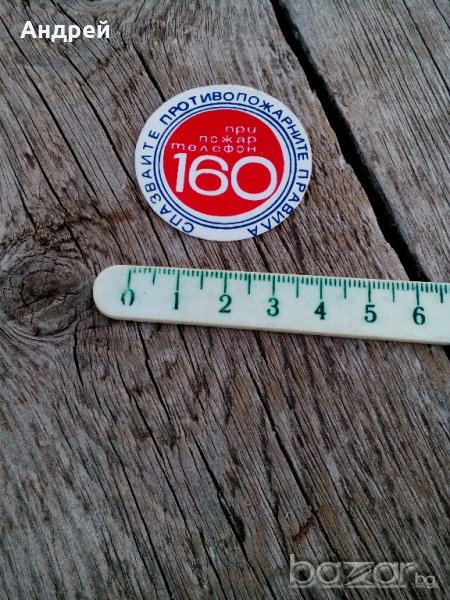 Андрей
СПАЗВАЙТЕ ПРОТИВОПОЖАРНИТЕ ПРАВИЛА
при
пожар
телефон
160
0 1 2 3 4 5 6
bazar.bg